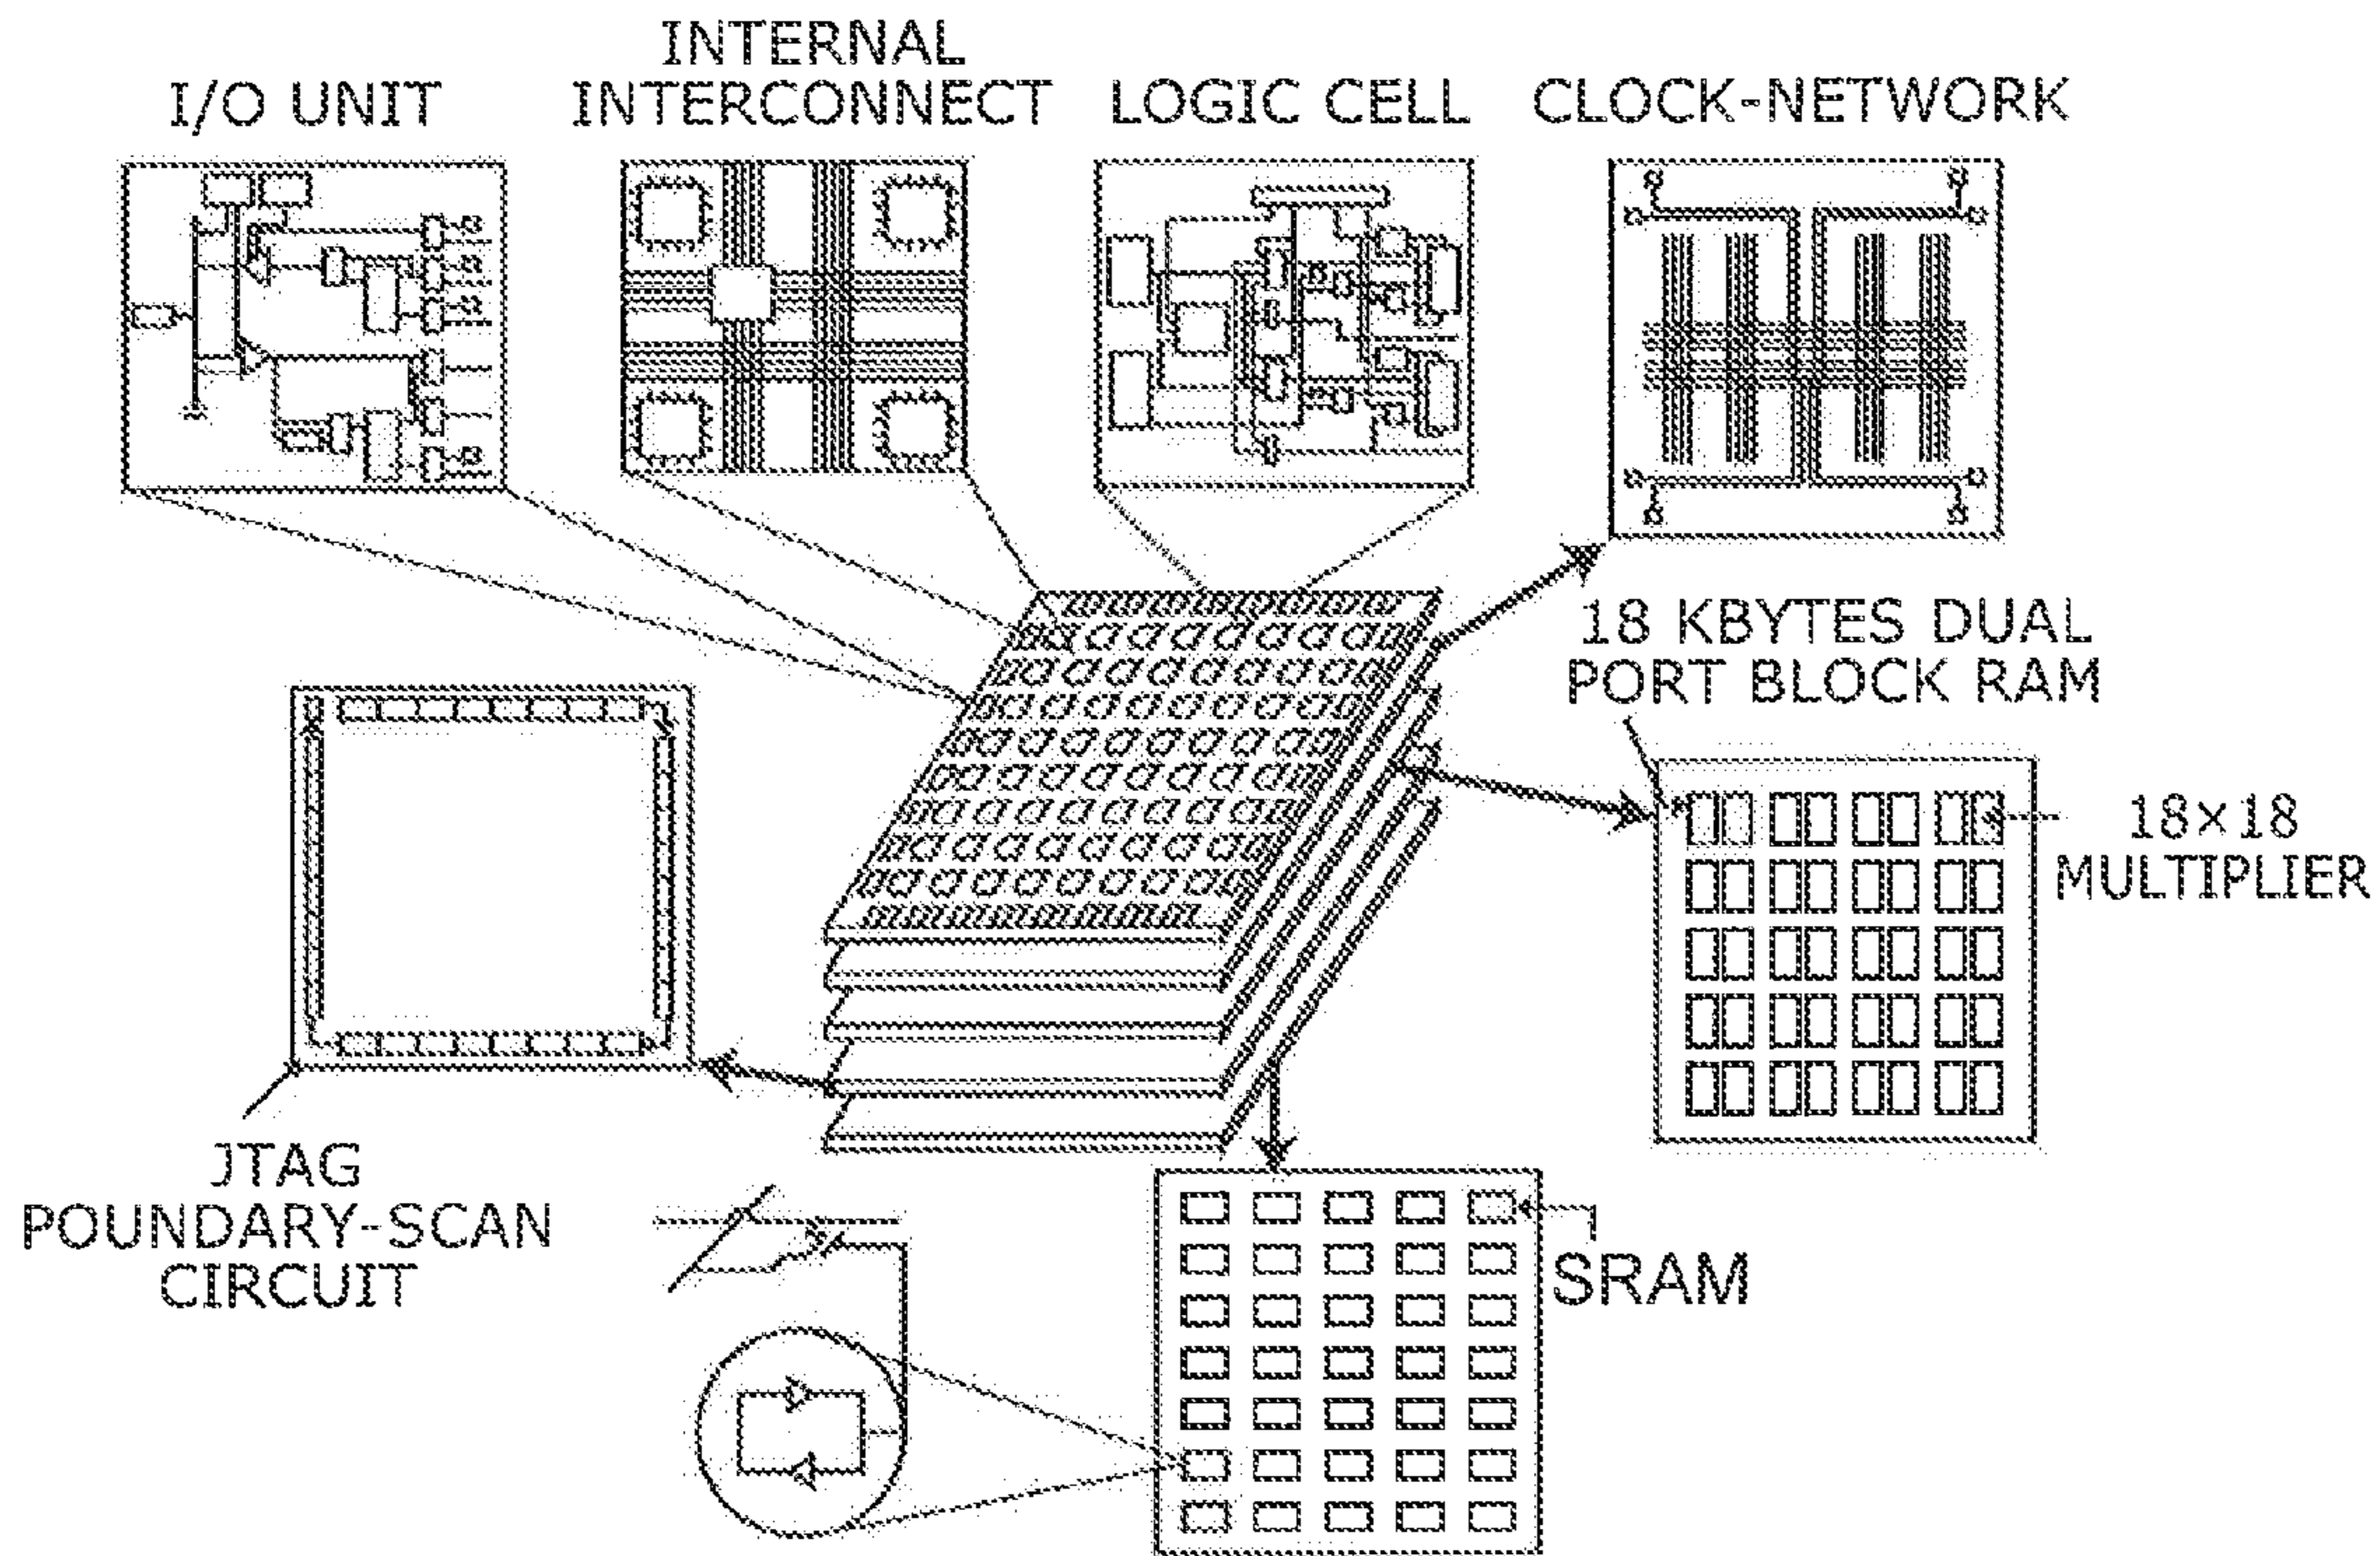 I/O UNIT
INTERNAL
INTERCONNECT
LOGIC CELL
CLOCK-NETWORK
18 KBYTES DUAL
PORT BLOCK RAM
18×18
MULTIPLIER
JTAG
POUNDARY-SCAN
CIRCUIT
SRAM